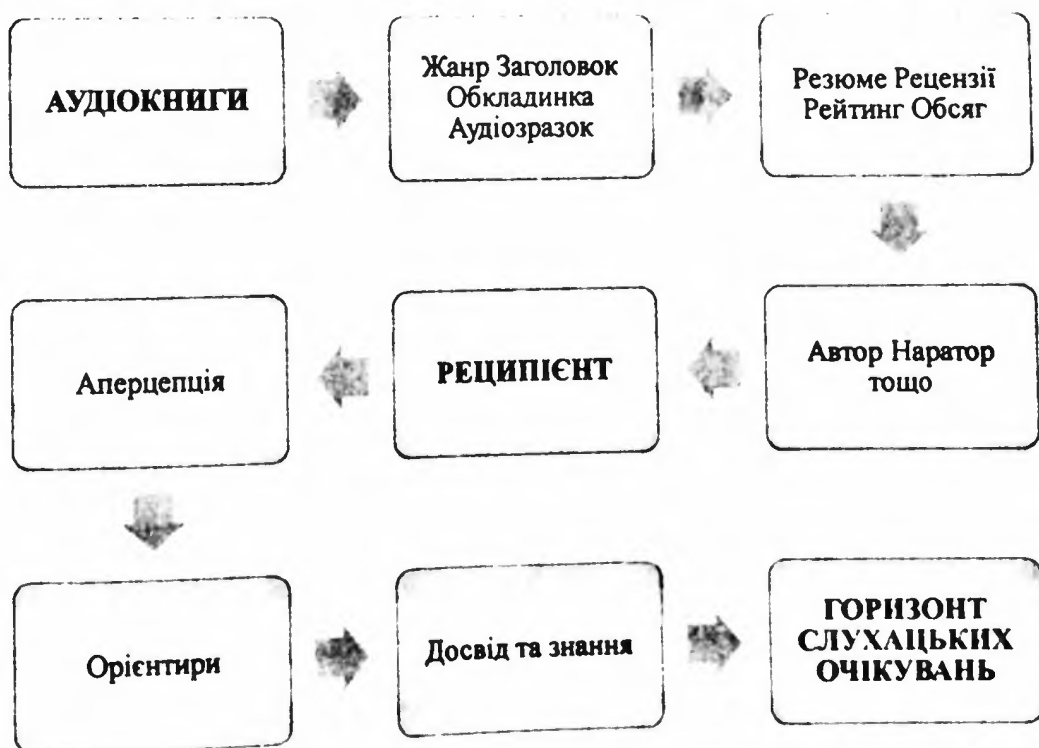 АУДІОКНИГИ
Жанр Заголовок
Обкладинка
Аудіозразок
Резюме Рецензії
Рейтинг Обсяг
Автор Наратор
тощо
РЕЦИПІЄНТ
Аперцепція
Орієнтири
Досвід та знання
ГОРИЗОНТ
СЛУХАЦЬКИХ
ОЧІКУВАНЬ